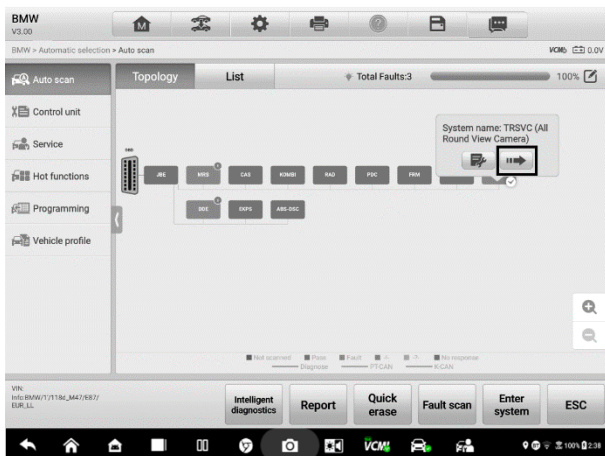 BMW
V3.00
BMW > Automatic selection > Auto scan
VCMI
0.0V
Auto scan
Topology
List
Total Faults:3
100%
Control unit
Service
Hot functions
Programming
Vehicle profile
System name: TRSVC (All
Round View Camera)
JBE
MRS
CAS
KOMBI
RAD
PDC
FRM
DDE
EKPS
ABS-DSC
Not scanned
Pass
Fault
-/-
-?-
No response
Diagnose
PT-CAN
K-CAN
VIN:
Info:BMW/1'/118d_M47/E87/
EUR_LL
Intelligent
diagnostics
Report
Quick
erase
Fault scan
Enter
system
ESC
VCMI
100%
2:38